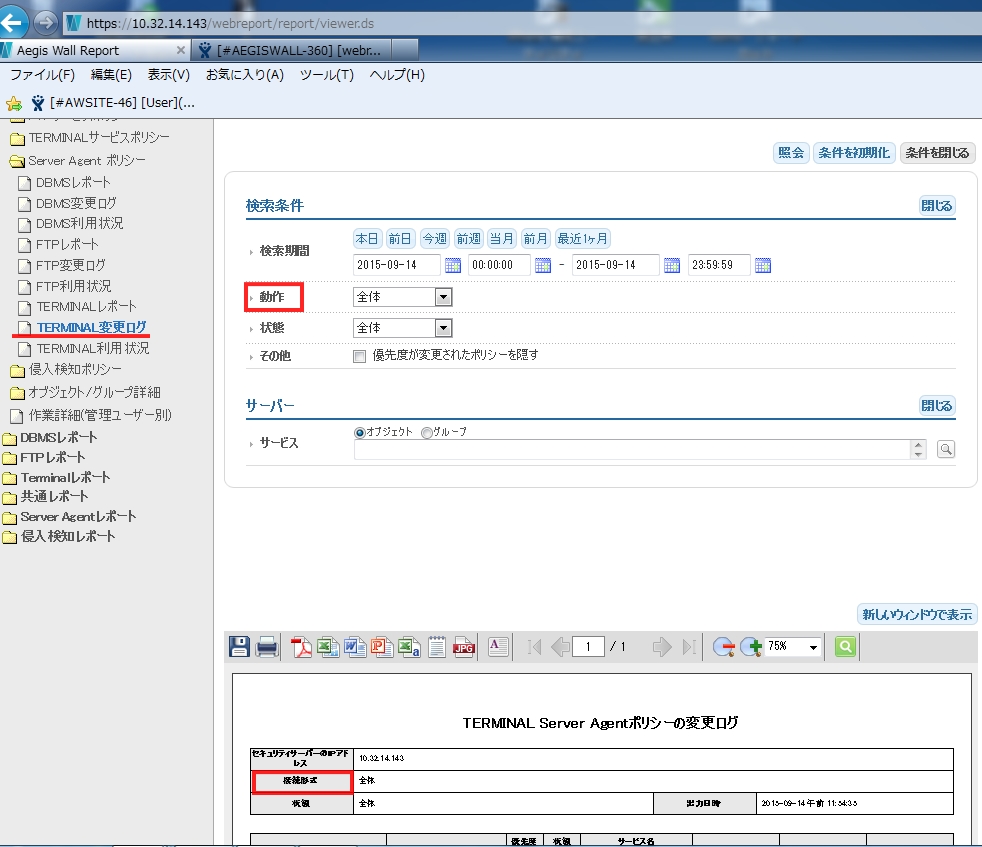 https://10.32.14.143/webreport/report/viewer.ds
Aegis Wall Report
[#AEGISWALL-360] [webr...
ファイル(F) 編集(E) 表示(V) お気に入り(A) ツール(T) ヘルプ(H)
[#AWSITE-46] [User](...
TERMINALサービスポリシー
Server Agent ポリシー
DBMSレポート
DBMS変更ログ
DBMS利用状況
FTPレポート
FTP変更ログ
FTP利用状況
TERMINALレポート
TERMINAL変更ログ
TERMINAL利用状況
侵入検知ポリシー
オブジェクト/グループ詳細
作業詳細(管理ユーザー別)
DBMSレポート
FTPレポート
Terminalレポート
共通レポート
Server Agentレポート
侵入検知レポート
照会 条件を初期化 条件を閉じる
検索条件 閉じる
検索期間 本日 前日 今週 前週 当月 前月 最近1ヶ月
2015-09-14 00:00:00 - 2015-09-14 23:59:59
動作 全体
状態 全体
その他 優先度が変更されたポリシーを隠す
サーバー 閉じる
サービス オブジェクト グループ
新しいウィンドウで表示
1 / 1 75%
TERMINAL Server Agentポリシーの変更ログ
セキュリティサーバーのIPアドレス 10.32.14.143
接続形式 全体
状態 全体 出力日時 2015-09-14 午前 11:54:35
優先度 状態 サービス名